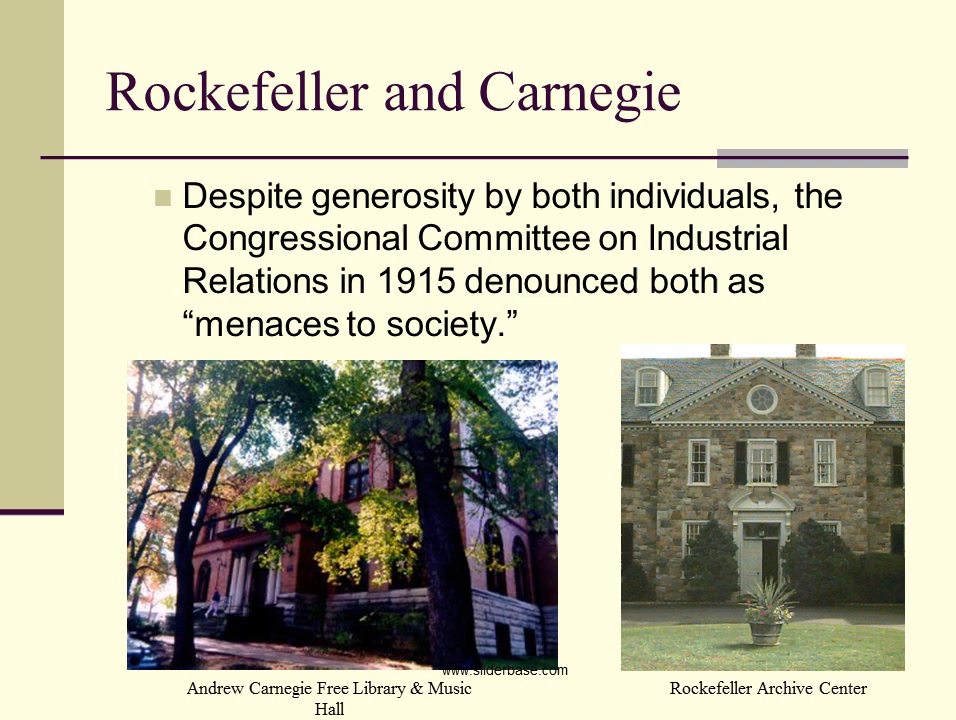 Rockefeller and Carnegie
Despite generosity by both individuals, the
Congressional Committee on Industrial
Relations in 1915 denounced both as
“menaces to society.”
www.sliderbase.com
Andrew Carnegie Free Library & Music
Hall
Rockefeller Archive Center